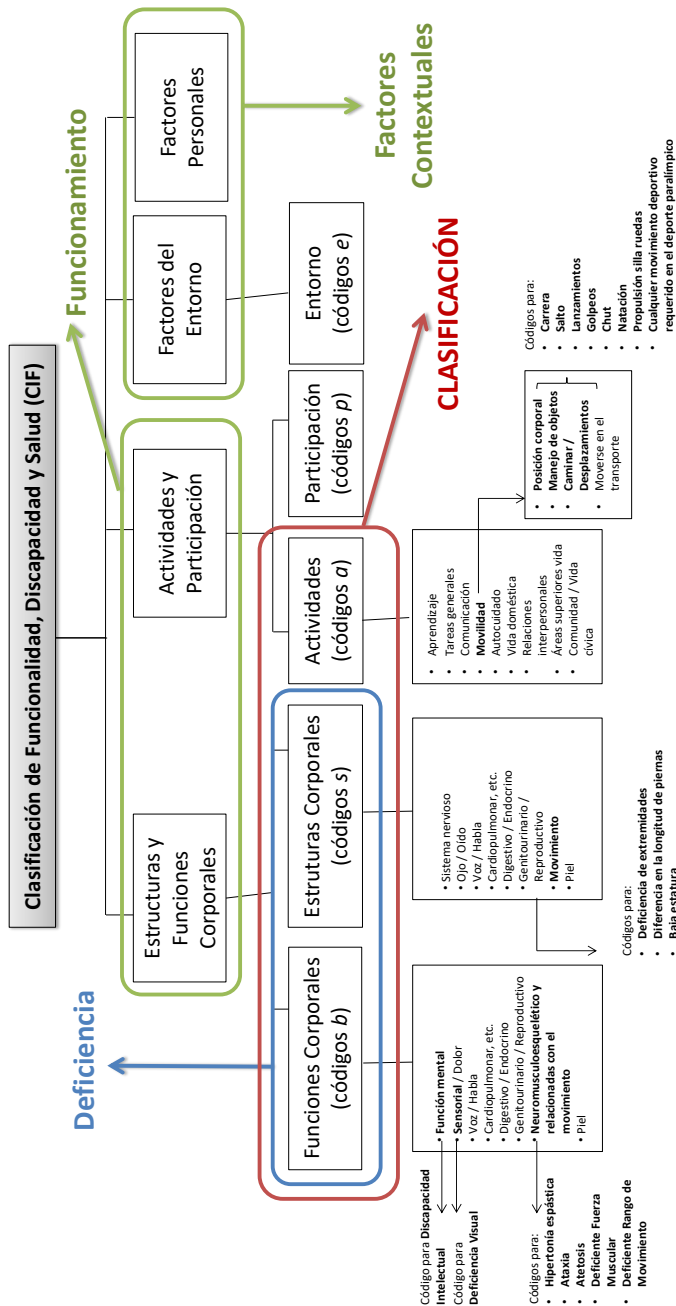 Clasificación de Funcionalidad, Discapacidad y Salud (CIF)
Deficiencia
Funcionamiento
Estructuras y
Funciones
Corporales
Actividades y
Participación
Factores del
Entorno
Factores
Personales
Funciones Corporales
(códigos b)
Estruturas Corporales
(códigos s)
Actividades
(códigos a)
Participación
(códigos p)
Entorno
(códigos e)
Factores
Contextuales
CLASIFICACIÓN
Código para Discapacidad
Intelectual
Código para
Deficiencia Visual
Códigos para:
• Hipertonía espástica
• Ataxia
• Atetosis
• Deficiente Fuerza
Muscular
• Deficiente Rango de
Movimiento
• Función mental
• Sensorial / Dolor
• Voz / Habla
• Cardiopulmonar, etc.
• Digestivo / Endocrino
• Genitourinario / Reproductivo
• Neuromusculoesquelético y
relacionadas con el
movimiento
• Piel
• Sistema nervioso
• Ojo / Oido
• Voz / Habla
• Cardiopulmonar, etc.
• Digestivo / Endocrino
• Genitourinario /
Reproductivo
• Movimiento
• Piel
Códigos para:
• Deficiencia de extremidades
• Diferencia en la longitud de piernas
• Baja estatura
• Aprendizaje
• Tareas generales
• Comunicación
• Movilidad
• Autocuidado
• Vida doméstica
• Relaciones
interpersonales
• Áreas superiores vida
• Comunidad / Vida
cívica
• Posición corporal
• Manejo de objetos
• Caminar /
• Desplazamientos
• Moverse en el
transporte
Códigos para:
• Carrera
• Salto
• Lanzamientos
• Golpeos
• Chut
• Natación
• Propulsión silla ruedas
• Cualquier movimiento deportivo
requerido en el deporte paralímpico